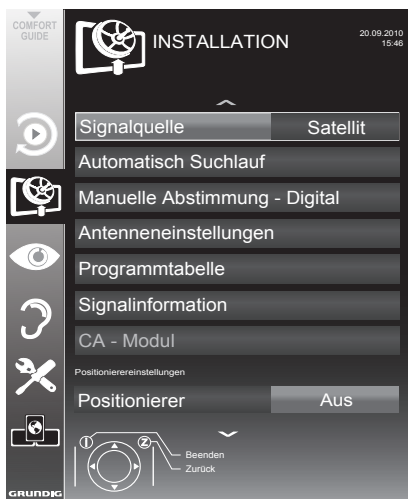 COMFORT
GUIDE
INSTALLATION
20.09.2010
15:46
Signalquelle Satellit
Automatisch Suchlauf
Manuelle Abstimmung - Digital
Antenneneinstellungen
Programmtabelle
Signalinformation
CA - Modul
Positionierereinstellungen
Positionierer Aus
Beenden
Zurück
GRUNDIG